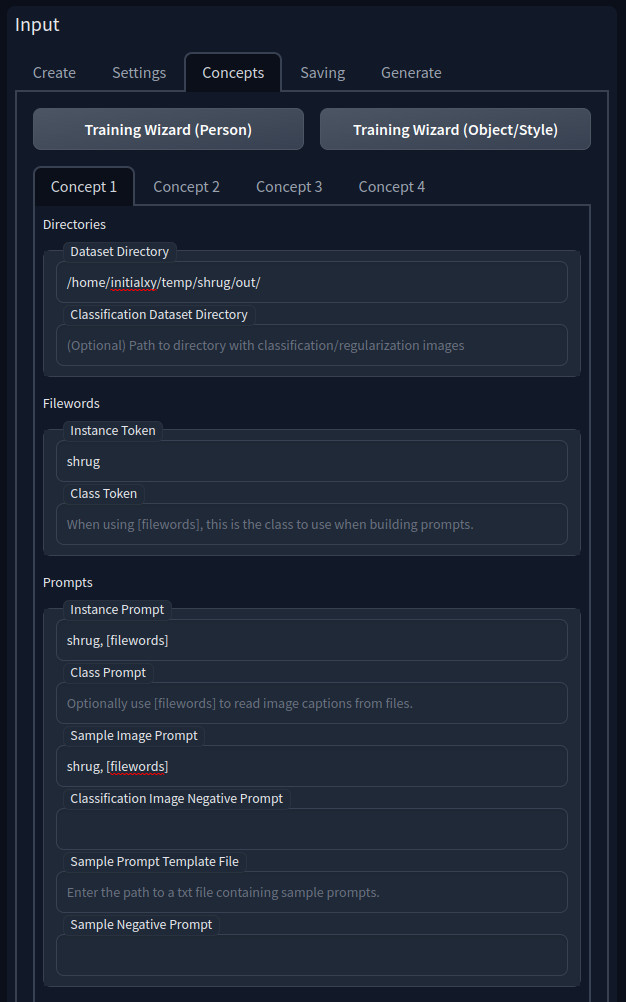 Input
Create Settings Concepts Saving Generate
Training Wizard (Person) Training Wizard (Object/Style)
Concept 1 Concept 2 Concept 3 Concept 4
Directories
Dataset Directory
/home/initialxy/temp/shrug/out/
Classification Dataset Directory
(Optional) Path to directory with classification/regularization images
Filewords
Instance Token
shrug
Class Token
When using [filewords], this is the class to use when building prompts.
Prompts
Instance Prompt
shrug, [filewords]
Class Prompt
Optionally use [filewords] to read image captions from files.
Sample Image Prompt
shrug, [filewords]
Classification Image Negative Prompt
Sample Prompt Template File
Enter the path to a txt file containing sample prompts.
Sample Negative Prompt